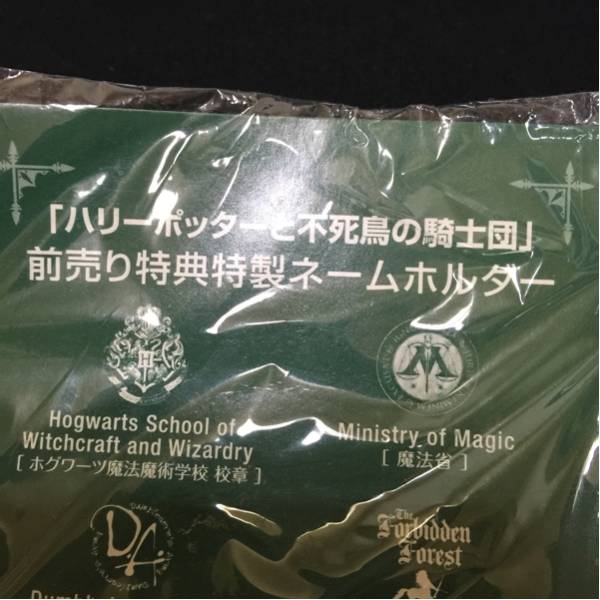 「ハリーポッターと不死鳥の騎士団」
前売り特典特製ネームホルダー
Hogwarts School of
Witchcraft and Wizardry
[ ホグワーツ魔法魔術学校 校章 ]
Ministry of Magic
[ 魔法省 ]
D.A.
The
Forbidden
Forest